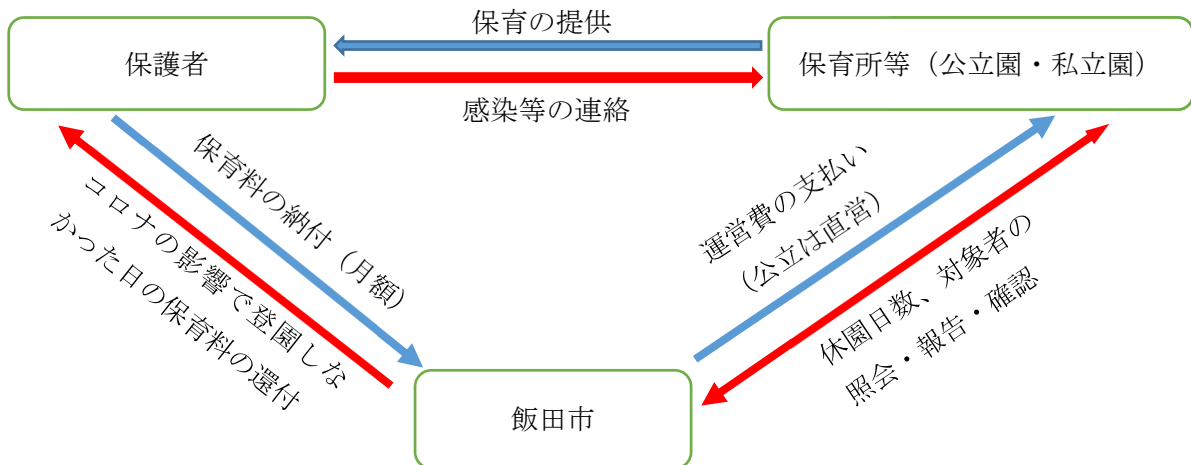 保育の提供
保護者
保育所等（公立園・私立園）
感染等の連絡
保育料の納付（月額）
コロナの影響で登園しな
かった日の保育料の還付
運営費の支払い
（公立は直営）
休園日数、対象者の
照会・報告・確認
飯田市